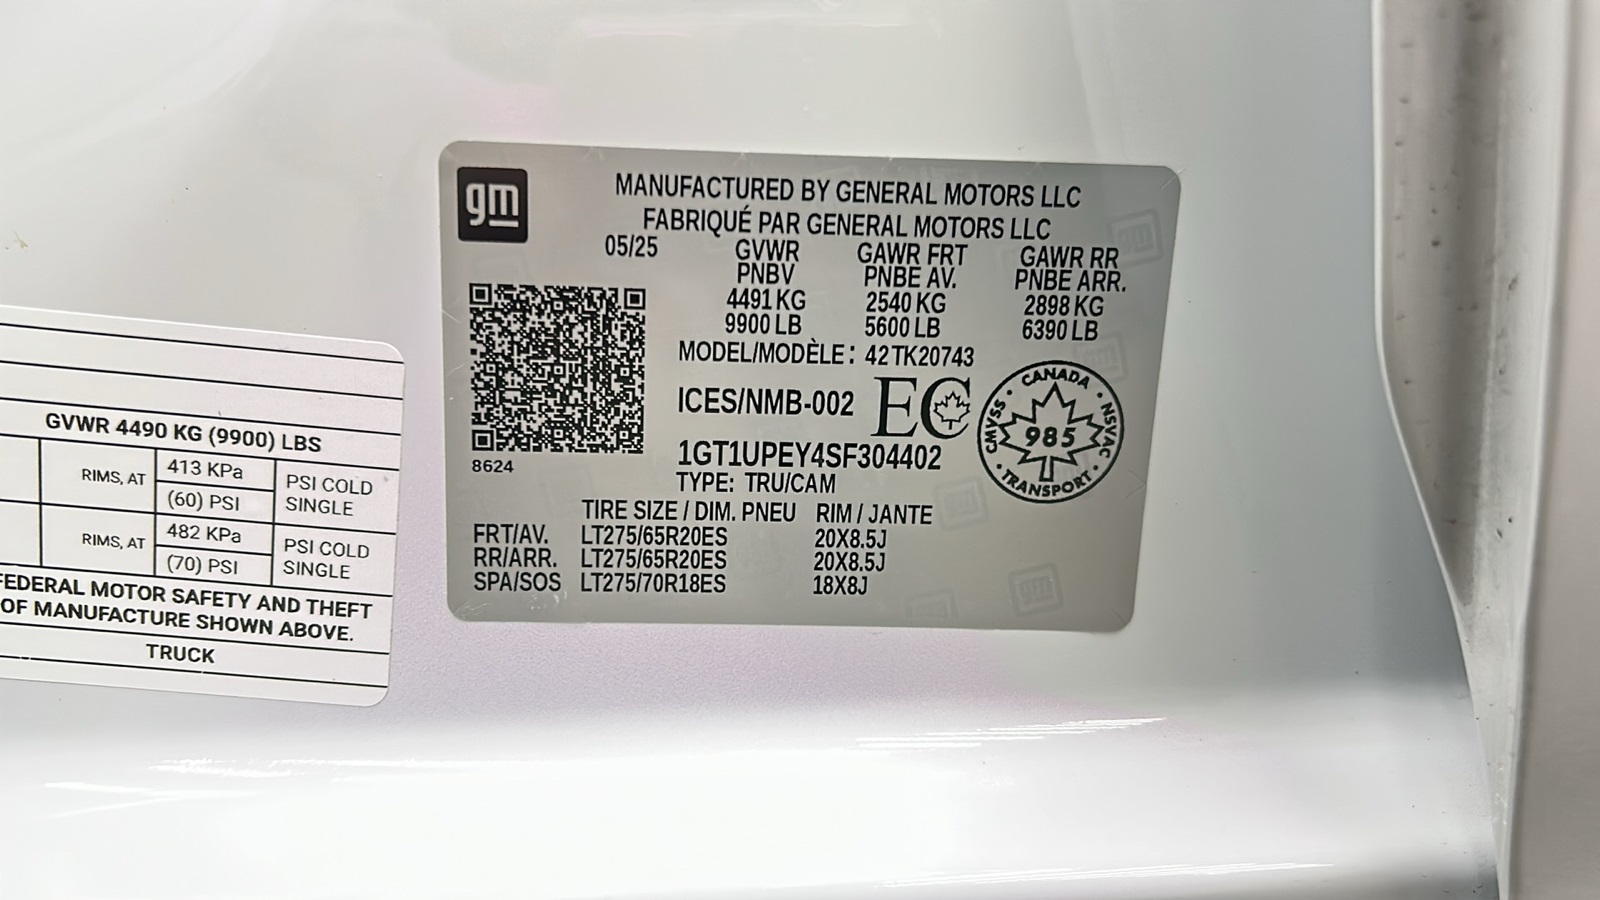 gm
MANUFACTURED BY GENERAL MOTORS LLC
FABRIQUÉ PAR GENERAL MOTORS LLC
05/25 GVWR GAWR FRT GAWR RR
PNBV PNBE AV. PNBE ARR.
4491 KG 2540 KG 2898 KG
9900 LB 5600 LB 6390 LB
MODEL/MODÈLE: 42TK20743
ICES/NMB-002 EC
CANADA
CMVSS 985 NSVAC
TRANSPORT
8624
1GT1UPEY4SF304402
TYPE: TRU/CAM
TIRE SIZE / DIM. PNEU RIM / JANTE
FRT/AV. LT275/65R20ES 20X8.5J
RR/ARR. LT275/65R20ES 20X8.5J
SPA/SOS LT275/70R18ES 18X8J
GVWR 4490 KG (9900) LBS
RIMS, AT 413 KPa PSI COLD
(60) PSI SINGLE
RIMS, AT 482 KPa PSI COLD
(70) PSI SINGLE
FEDERAL MOTOR SAFETY AND THEFT
OF MANUFACTURE SHOWN ABOVE.
TRUCK